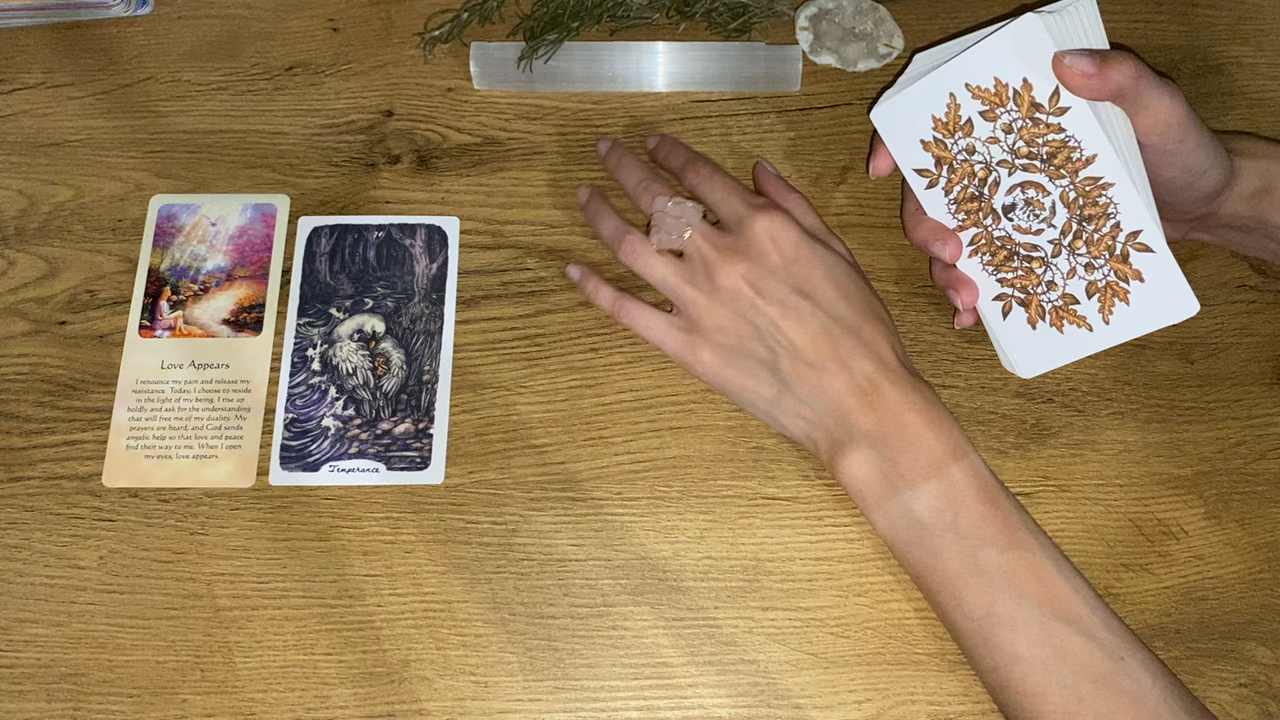 Love Appears
I renounce my pain and release my
resistance. Today, I choose to reside
in the light of my being. I rise up
boldly and ask for the understanding
that will free me of my duality. My
prayers are heard, and God sends
angelic help so that love and peace
find their way to me. When I open
my eyes, love appears.
Temperance